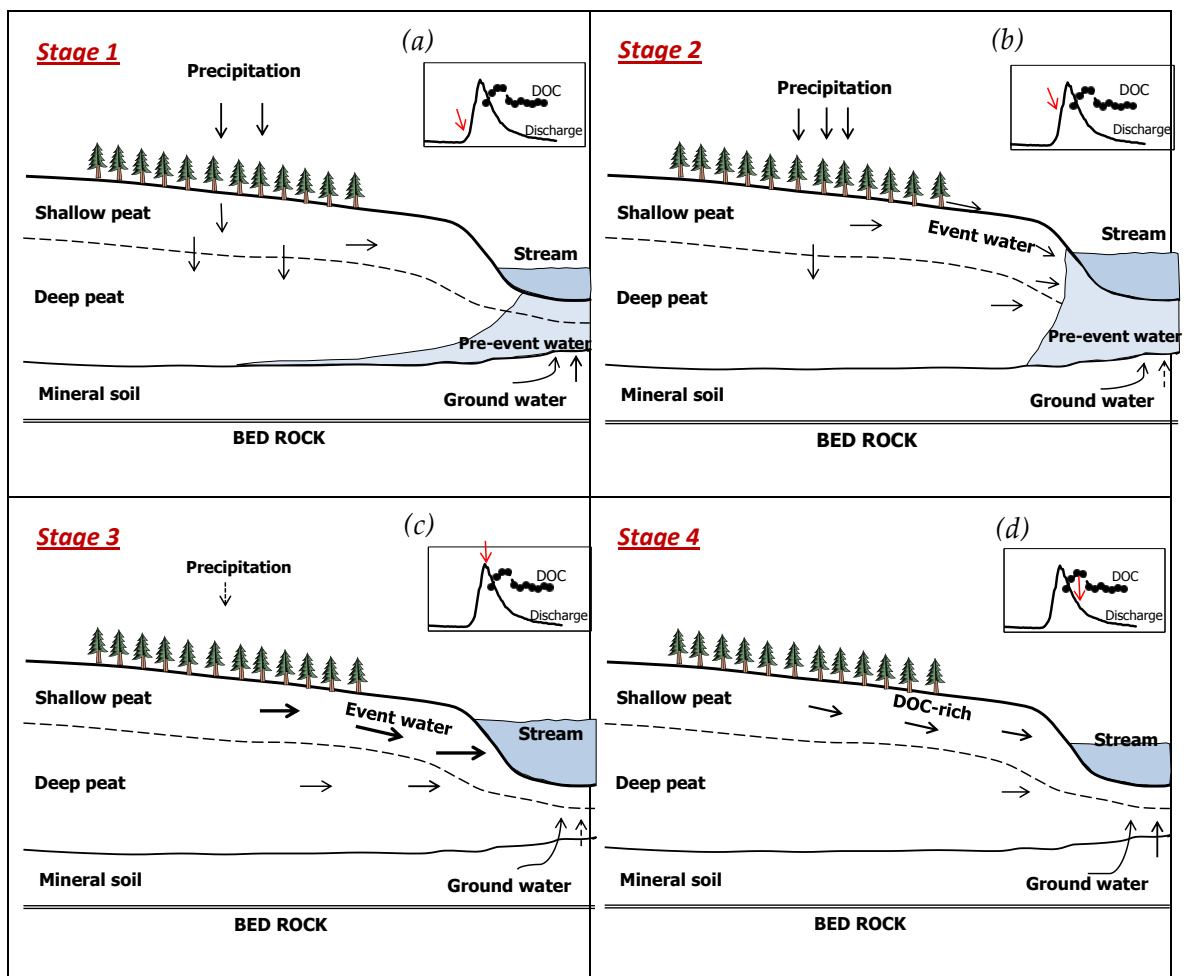 Stage 1
(a)
Precipitation
DOC
Discharge
Shallow peat
Stream
Deep peat
Pre-event water
Mineral soil
Ground water
BED ROCK
Stage 2
(b)
Precipitation
DOC
Discharge
Shallow peat
Event water
Stream
Deep peat
Pre-event water
Mineral soil
Ground water
BED ROCK
Stage 3
(c)
Precipitation
DOC
Discharge
Shallow peat
Event water
Stream
Deep peat
Mineral soil
Ground water
BED ROCK
Stage 4
(d)
DOC
Discharge
Shallow peat
DOC-rich
Stream
Deep peat
Mineral soil
Ground water
BED ROCK